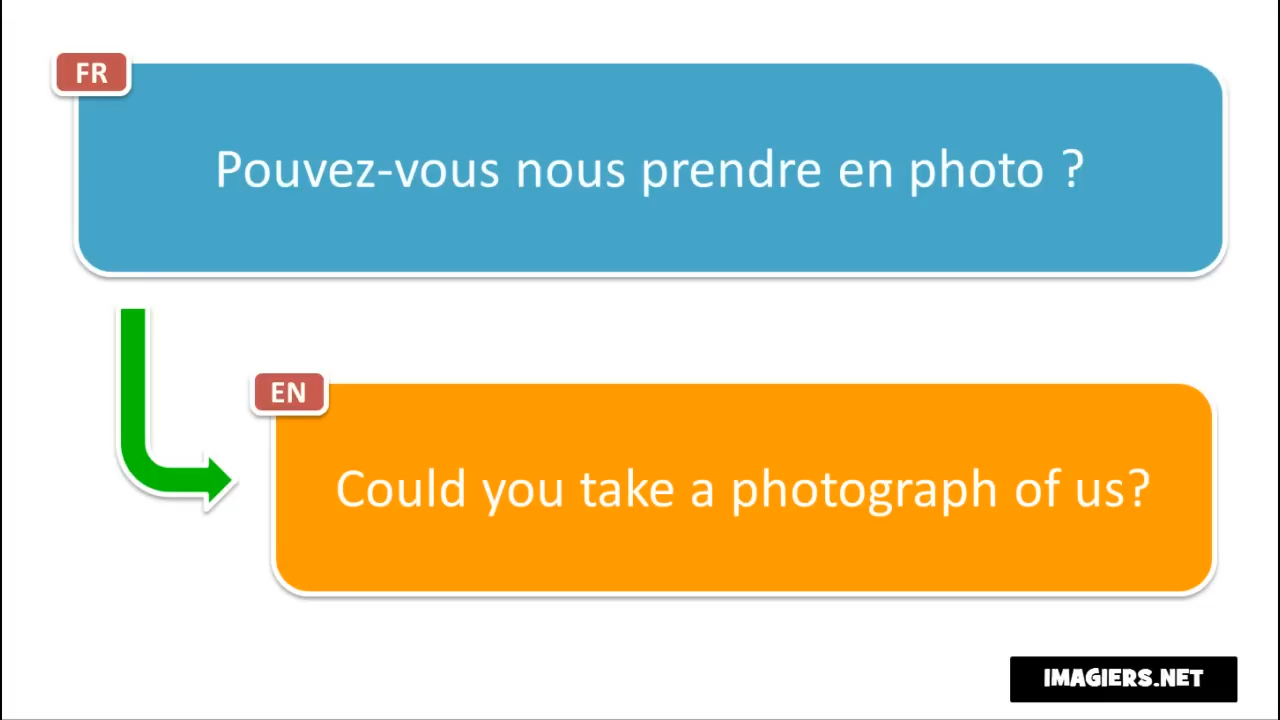 FR
Pouvez-vous nous prendre en photo ?
EN
Could you take a photograph of us?
IMAGIERS.NET